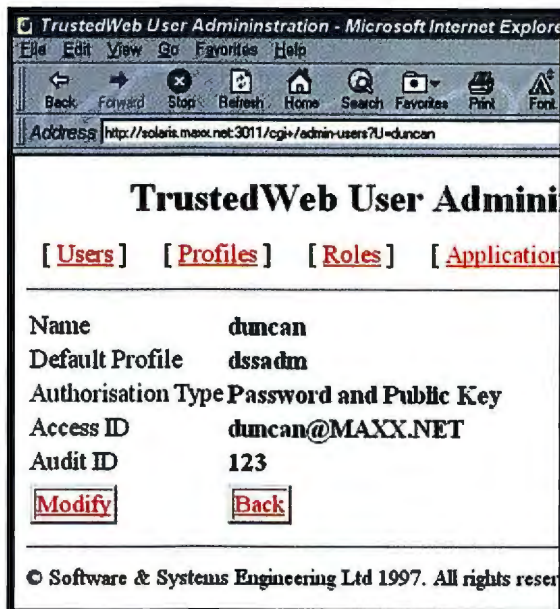 TrustedWeb User Admininstration - Microsoft Internet Explore
File Edit View Go Favorites Help
Back Forward Stop Refresh Home Search Favorites Print Font
Address http://solaris.maxx.net:3011/cgi+/admin-users?U=duncan
TrustedWeb User Admini
[ Users ] [ Profiles ] [ Roles ] [ Application
Name duncan
Default Profile dssadm
Authorisation Type Password and Public Key
Access ID duncan@MAXX.NET
Audit ID 123
Modify Back
© Software & Systems Engineering Ltd 1997. All rights reser